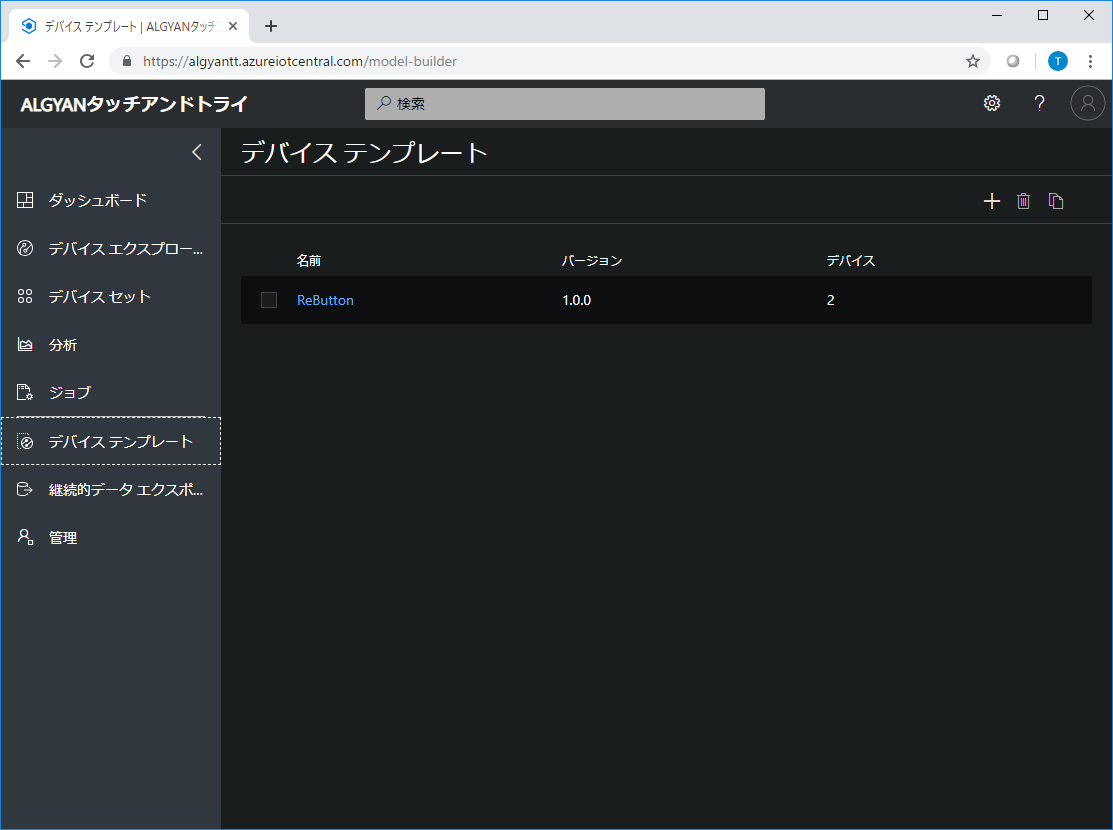 デバイス テンプレート | ALGYANタッチ
https://algyantt.azureiotcentral.com/model-builder
T
ALGYANタッチアンドトライ
検索
?
デバイス テンプレート
ダッシュボード
デバイス エクスプロー...
デバイス セット
分析
ジョブ
デバイス テンプレート
継続的データ エクスポ...
管理
名前 バージョン デバイス
ReButton 1.0.0 2